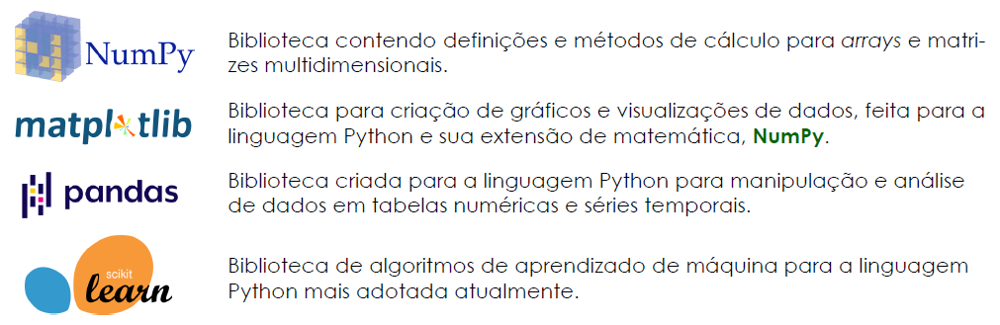 NumPy
Biblioteca contendo definições e métodos de cálculo para arrays e matri-
zes multidimensionais.
matplotlib
Biblioteca para criação de gráficos e visualizações de dados, feita para a
linguagem Python e sua extensão de matemática, NumPy.
pandas
Biblioteca criada para a linguagem Python para manipulação e análise
de dados em tabelas numéricas e séries temporais.
scikit
learn
Biblioteca de algoritmos de aprendizado de máquina para a linguagem
Python mais adotada atualmente.